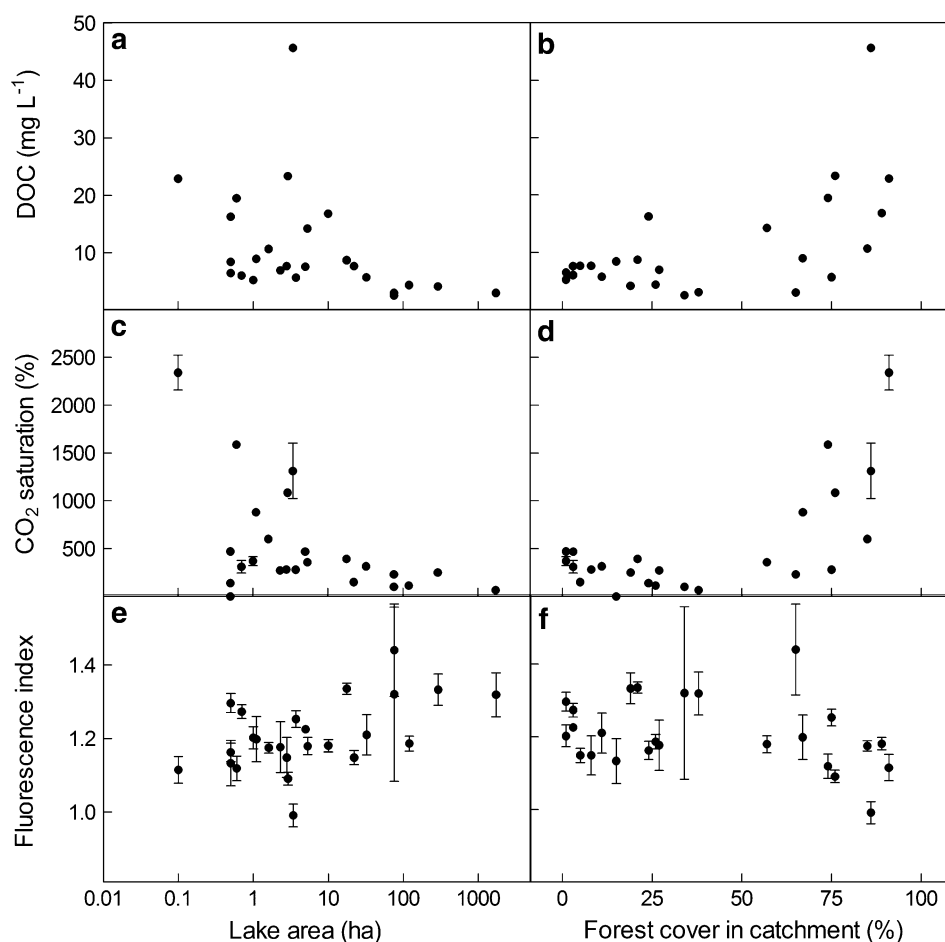 a
b
50
40
30
20
10
DOC (mg L⁻¹)
c
d
2500
2000
1500
1000
500
CO₂ saturation (%)
e
f
1.4
1.2
1.0
Fluorescence index
0.01 0.1 1 10 100 1000
0 25 50 75 100
Lake area (ha)
Forest cover in catchment (%)